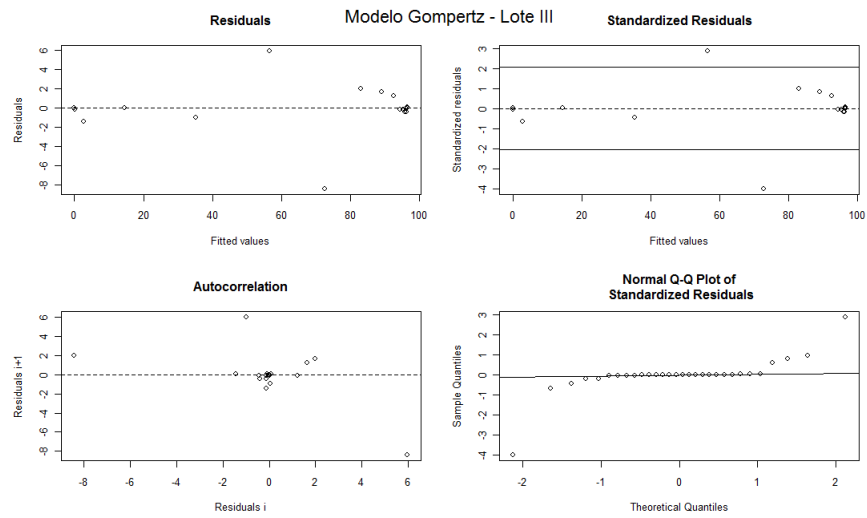 Modelo Gompertz - Lote III
Residuals
Residuals
6
4
2
0
-2
-4
-6
-8
0 20 40 60 80 100
Fitted values
Standardized Residuals
Standardized residuals
3
2
1
0
-1
-2
-3
-4
0 20 40 60 80 100
Fitted values
Autocorrelation
Residuals i+1
6
4
2
0
-2
-4
-6
-8
-8 -6 -4 -2 0 2 4 6
Residuals i
Normal Q-Q Plot of
Standardized Residuals
Sample Quantiles
3
2
1
0
-1
-2
-3
-4
-2 -1 0 1 2
Theoretical Quantiles